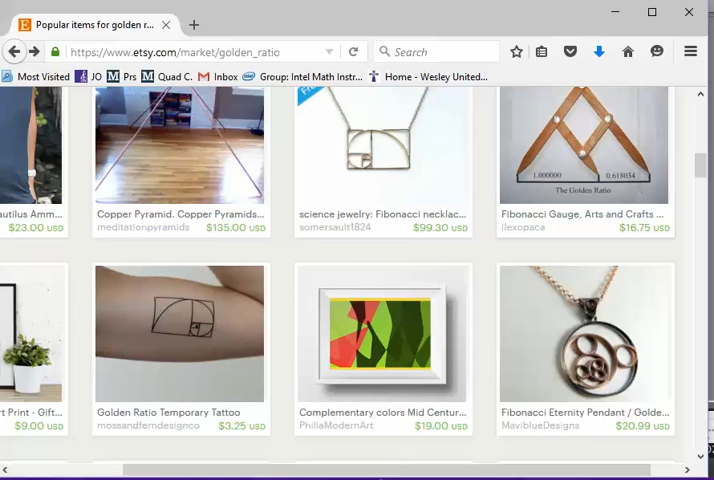 Popular items for golden r...
https://www.etsy.com/market/golden_ratio
Search
Most Visited JO Prs Quad C. Inbox Group: Intel Math Instr... Home - Wesley United...
1.000000 0.618034
The Golden Ratio
autilus Amm... Copper Pyramid. Copper Pyramids... science jewelry: Fibonacci necklac... Fibonacci Gauge, Arts and Crafts ...
$23.00 USD meditationpyramids $135.00 USD somersault1824 $99.30 USD ilexopaca $16.75 USD
rt Print - Gift... Golden Ratio Temporary Tattoo Complementary colors Mid Centur... Fibonacci Eternity Pendant / Golde...
$9.00 USD mossandferndesignco $3.25 USD PhiliaModernArt $19.00 USD MaviblueDesigns $20.99 USD